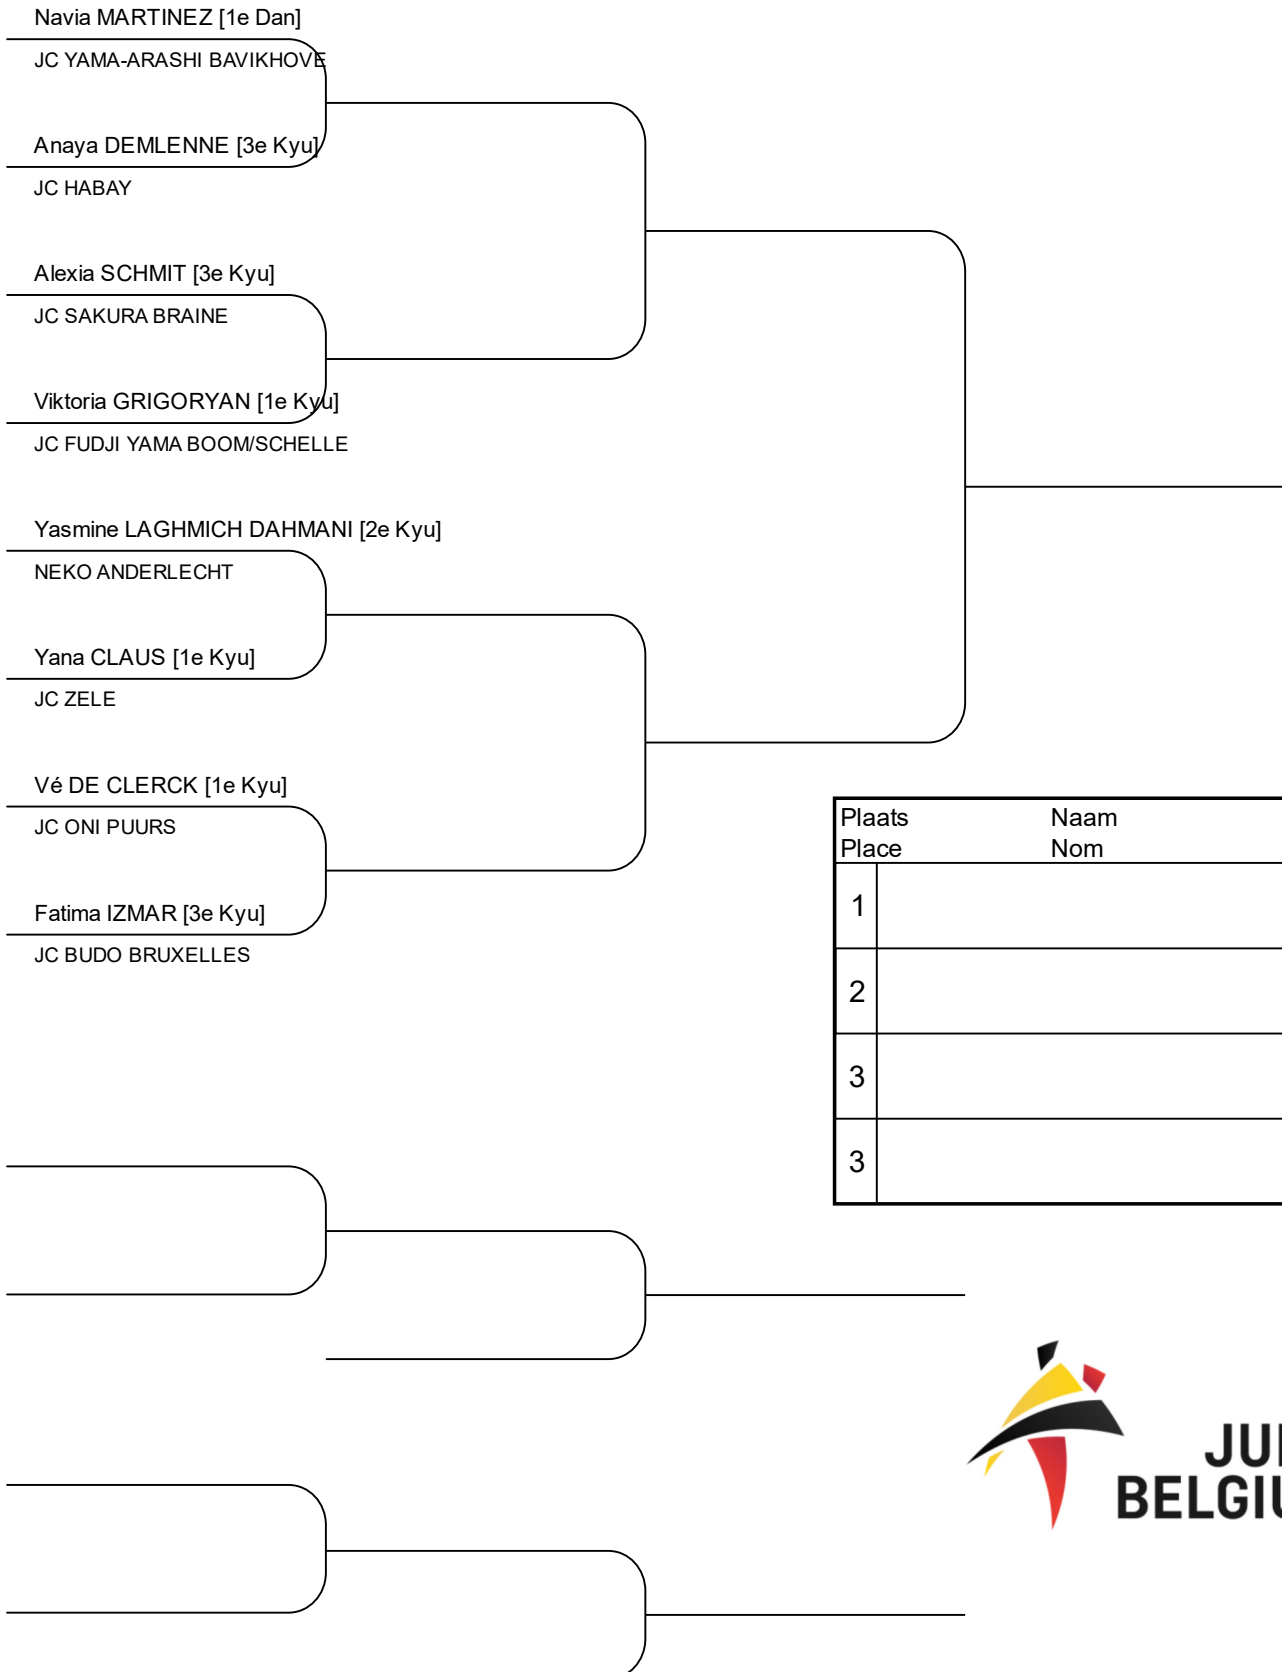 Navia MARTINEZ [1e Dan]
JC YAMA-ARASHI BAVIKHOVE
Anaya DEMLENNE [3e Kyu]
JC HABAY
Alexia SCHMIT [3e Kyu]
JC SAKURA BRAINE
Viktoria GRIGORYAN [1e Kyu]
JC FUDJI YAMA BOOM/SCHELLE
Yasmine LAGHMICH DAHMANI [2e Kyu]
NEKO ANDERLECHT
Yana CLAUS [1e Kyu]
JC ZELE
Vé DE CLERCK [1e Kyu]
JC ONI PUURS
Fatima IZMAR [3e Kyu]
JC BUDO BRUXELLES
Plaats Naam
Place Nom
1
2
3
3